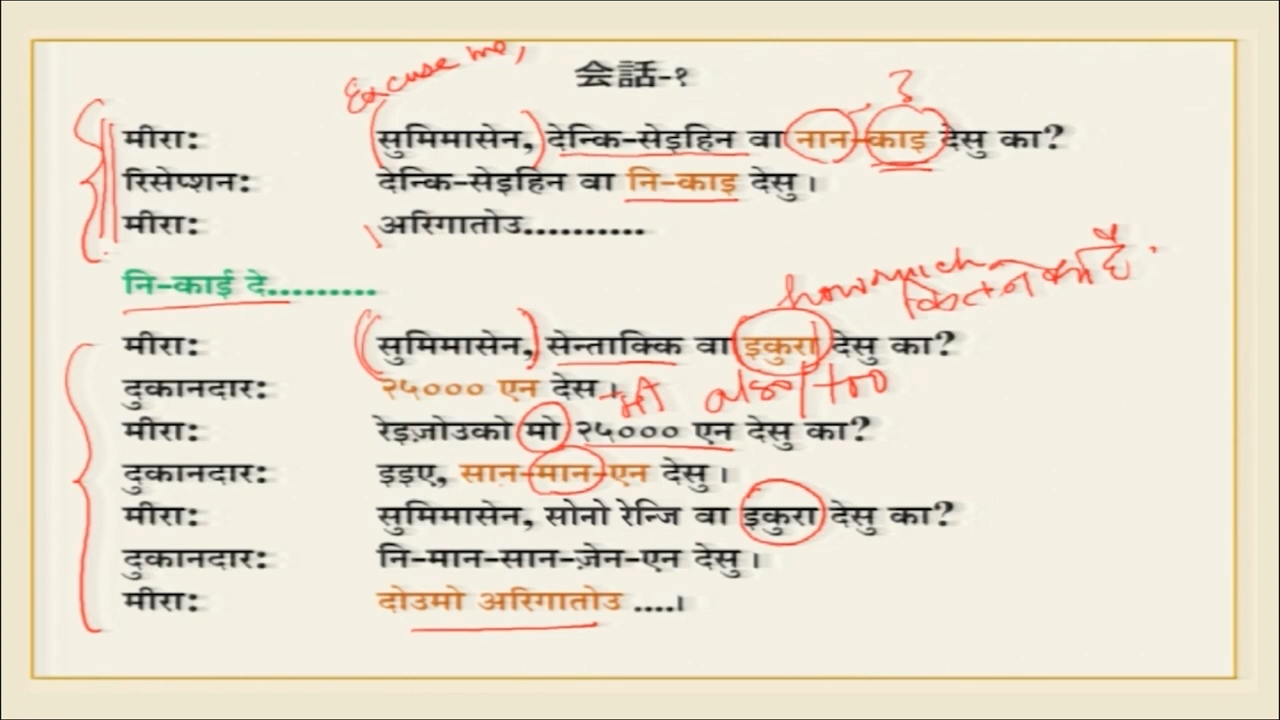 Excuse me,
会話-१
?
मीरा: सुमिमासेन, देन्कि-सेइहिन वा नान-काइ देसु का?
रिसेप्शन: देन्कि-सेइहिन वा नि-काइ देसु।
मीरा: अरिगातोउ..........
नि-काई दे.........
how much
मीरा: सुमिमासेन, सेन्ताक्कि वा इकुरा देसु का?
दुकानदार: २५००० एन देस।
भी also/too
मीरा: रेइज़ोउको मो २५००० एन देसु का?
दुकानदार: इइए, सान-मान-एन देसु।
मीरा: सुमिमासेन, सोनो रेन्जि वा इकुरा देसु का?
दुकानदार: नि-मान-सान-ज़ेन-एन देसु।
मीरा: दोउमो अरिगातोउ ....।